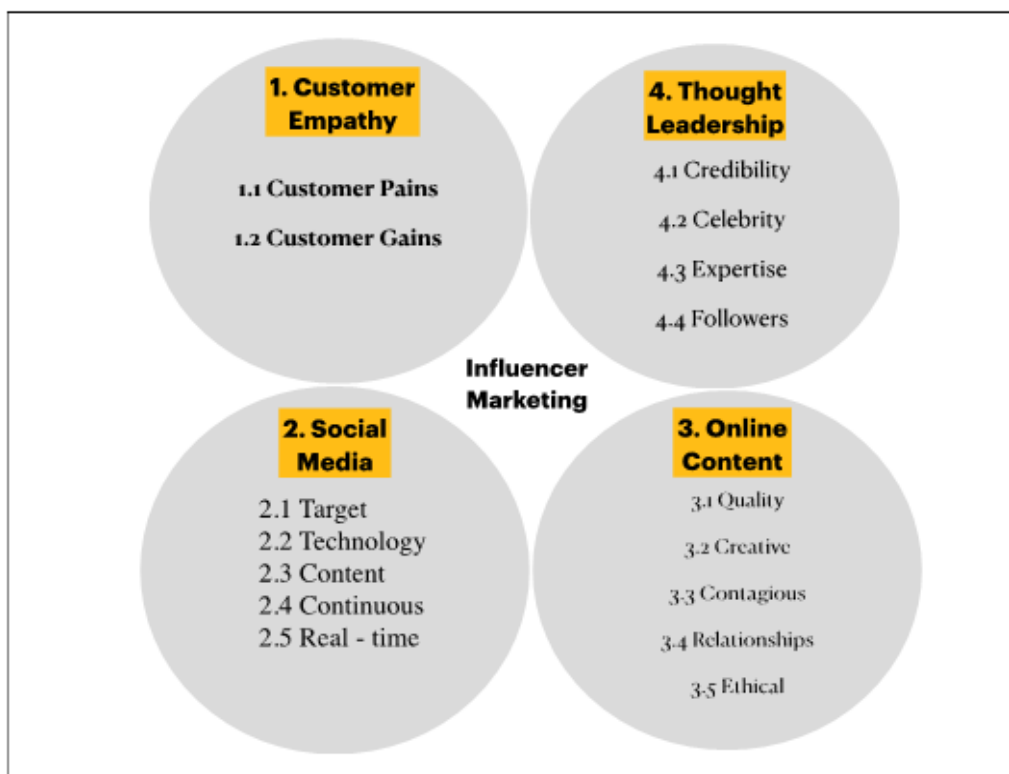 1. Customer
Empathy
1.1 Customer Pains
1.2 Customer Gains
4. Thought
Leadership
4.1 Credibility
4.2 Celebrity
4.3 Expertise
4.4 Followers
Influencer
Marketing
2. Social
Media
2.1 Target
2.2 Technology
2.3 Content
2.4 Continuous
2.5 Real - time
3. Online
Content
3.1 Quality
3.2 Creative
3.3 Contagious
3.4 Relationships
3.5 Ethical